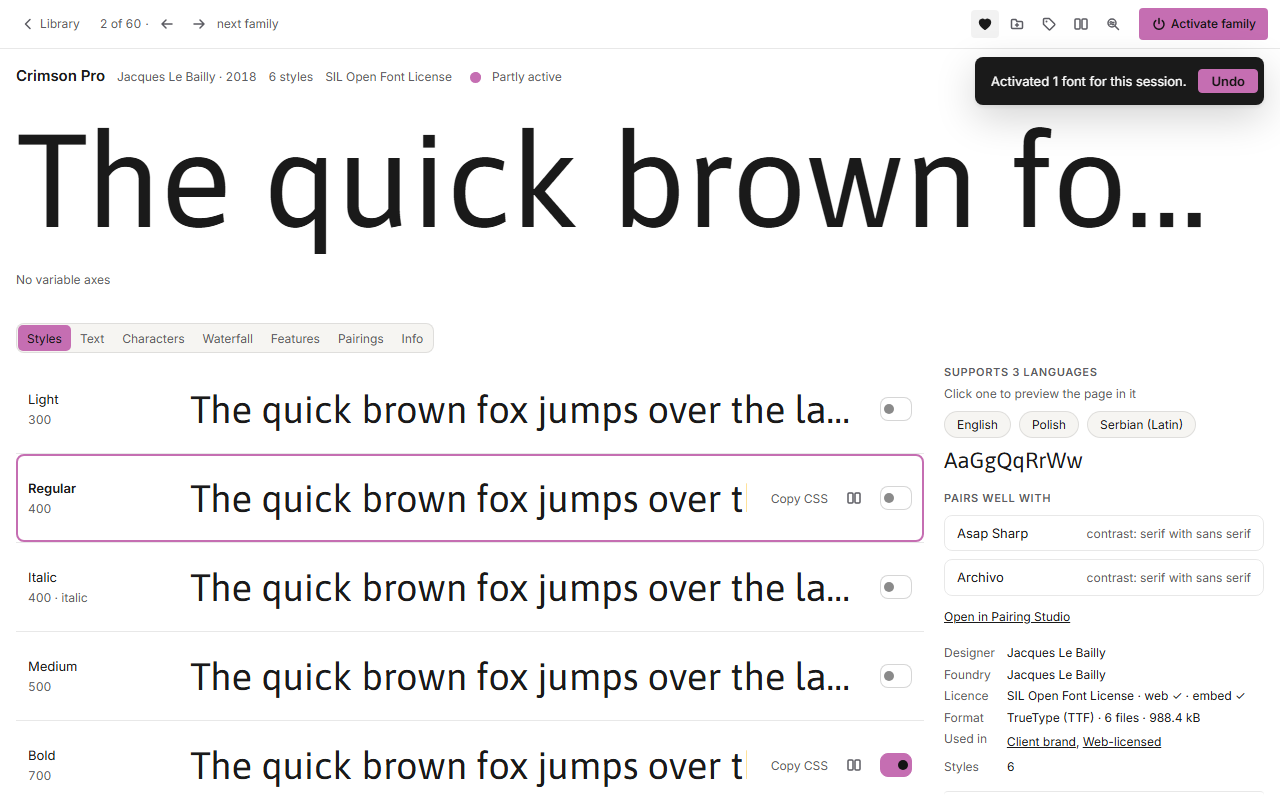 Library 2 of 60 · next family Activate family
Crimson Pro Jacques Le Bailly · 2018 6 styles SIL Open Font License Partly active
Activated 1 font for this session. Undo
The quick brown fo...
No variable axes
Styles Text Characters Waterfall Features Pairings Info
Light
300
The quick brown fox jumps over the la...
Regular
400
The quick brown fox jumps over t
Copy CSS
Italic
400 · italic
The quick brown fox jumps over the la...
Medium
500
The quick brown fox jumps over the la...
Bold
700
The quick brown fox jumps over t
Copy CSS
SUPPORTS 3 LANGUAGES
Click one to preview the page in it
English Polish Serbian (Latin)
AaGgQqRrWw
PAIRS WELL WITH
Asap Sharp contrast: serif with sans serif
Archivo contrast: serif with sans serif
Open in Pairing Studio
Designer Jacques Le Bailly
Foundry Jacques Le Bailly
Licence SIL Open Font License · web ✓ · embed ✓
Format TrueType (TTF) · 6 files · 988.4 kB
Used in Client brand, Web-licensed
Styles 6